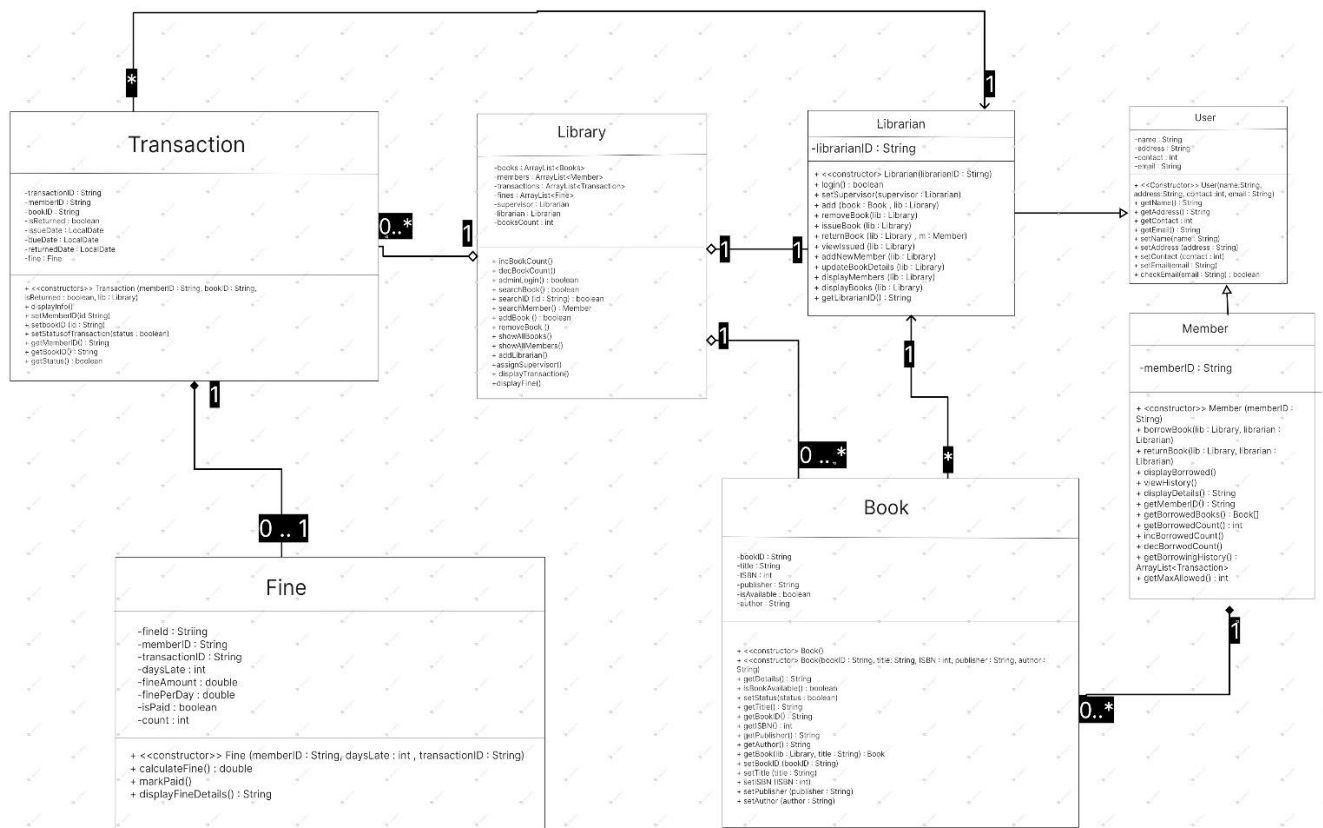 *
1
Transaction
-transactionID : String
-memberID : String
-bookID : String
-isReturned : boolean
-issueDate : LocalDate
-bueDate : LocalDate
-returnedDate : LocalDate
-fine : Fine
+ <<constructors>> Transaction (memberID : String, bookID : String,
isReturned : boolean, lib : Library)
+ displayInfo()
+ setMemberID(id String)
+ setbookID (id : String)
+ setStatusofTransaction(status : boolean)
+ getMemberID() : String
+ getBookID() : String
+ getStatus() : boolean
0..*
1
Library
-books : ArrayList<Books>
-members : ArrayList<Member>
-transactions : ArrayList<Transaction>
-fines : ArrayList<Fine>
-supervisor : Librarian
-librarian : Librarian
-booksCount : int
+ incBookCount()
+ decBookCount()
+ adminLogin() : boolean
+ searchBook() : boolean
+ searchID (id : String) : boolean
+ searchMember() : Member
+ addBook () : boolean
+ removeBook ()
+ showAllBooks()
+ showAllMembers()
+ addLibrarian()
+assignSupervisor()
+ displayTransaction()
+displayFine()
1
1
1
0 ..*
Librarian
-librarianID : String
+ <<constructor> Librarian(librarianID : String)
+ login() : boolean
+ setSupervisor(supervisor : Librarian)
+ add (book : Book , lib : Library)
+ removeBook(lib : Library)
+ issueBook (lib : Library)
+ returnBook (lib : Library , m : Member)
+ viewIssued (lib : Library)
+ addNewMember (lib : Library)
+ updateBookDetails (lib : Library)
+ displayMembers (lib : Library)
+ displayBooks (lib : Library)
+ getLibrarianID() : String
1
*
User
-name : String
-address : String
-contact : Int
-email : String
+ <<Constructor>> User(name:String,
address:String, contact :int, email : String)
+ getName() : String
+ getAddress() : String
+ getContact : int
+ getEmail() : String
+ setName(name : String)
+ setAddress (address : String)
+ setContact (contact : int)
+ setEmail(email : String)
+ checkEmail(email : String) : boolean
Member
-memberID : String
+ <constructor>> Member (memberID :
Stirng)
+ borrowBook(lib : Library, librarian :
Librarian)
+ returnBook(lib : Library, librarian :
Librarian)
+ displayBorrowed()
+ viewHistory()
+ displayDetails() : String
+ getMemberID() : String
+ getBorrowedBooks() : Book[]
+ getBorrowedCount() : int
+ incBorrowedCount()
+ decBorrwodCount()
+ getBorrowingHistory() :
ArrayList<Transaction>
+ getMaxAllowed() : int
1
0..*
1
0 .. 1
Fine
-fineId : Striing
-memberID : String
-transactionID : String
-daysLate : int
-fineAmount : double
-finePerDay : double
-isPaid : boolean
-count : int
+ <<constructor>> Fine (memberID : String, daysLate : int , transactionID : String)
+ calculateFine() : double
+ markPaid()
+ displayFineDetails() : String
Book
-bookID : String
-title : String
-ISBN : int
-publisher : String
-isAvailable : boolean
-author : String
+ <<constructor> Book()
+ <<constructor> Book(bookID : String, title: String, ISBN : int, publisher : String, author :
String)
+ getDetails() : String
+ IsBookAvailable() : boolean
+ setStatus(status : boolean)
+ getTitle() : String
+ getBookID() : String
+ getISBN() : int
+ getPublisher() : String
+ getAuthor() : String
+ getBook(lib : Library, title : String) : Book
+ setBookID (bookID : String)
+ setTitle (title : String)
+ setISBN (ISBN : int)
+ setPublisher (publisher : String)
+ setAuthor (author : String)